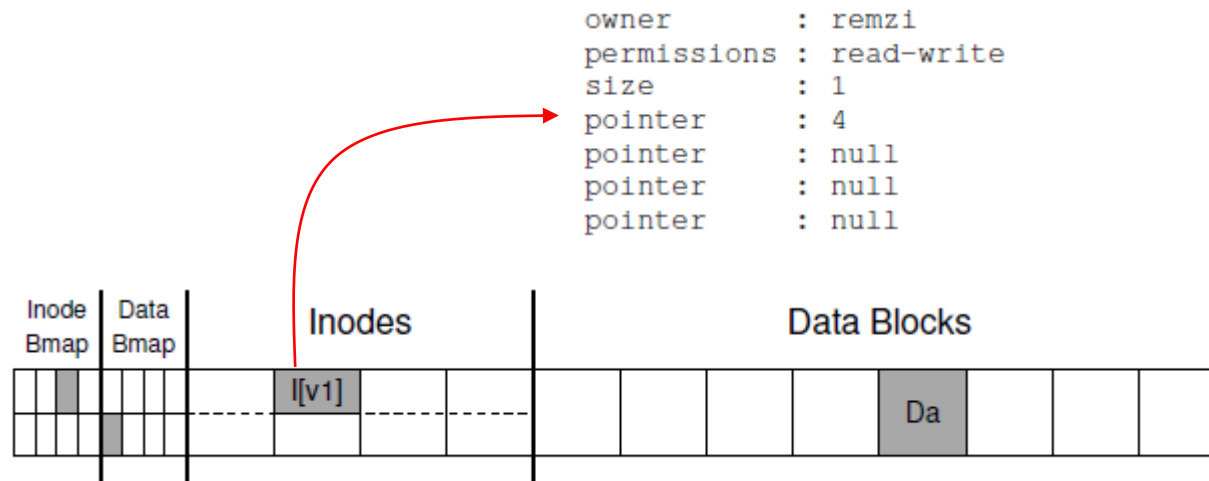 owner : remzi
permissions : read-write
size : 1
pointer : 4
pointer : null
pointer : null
pointer : null
Inode Bmap
Data Bmap
Inodes
Data Blocks
I[v1]
Da